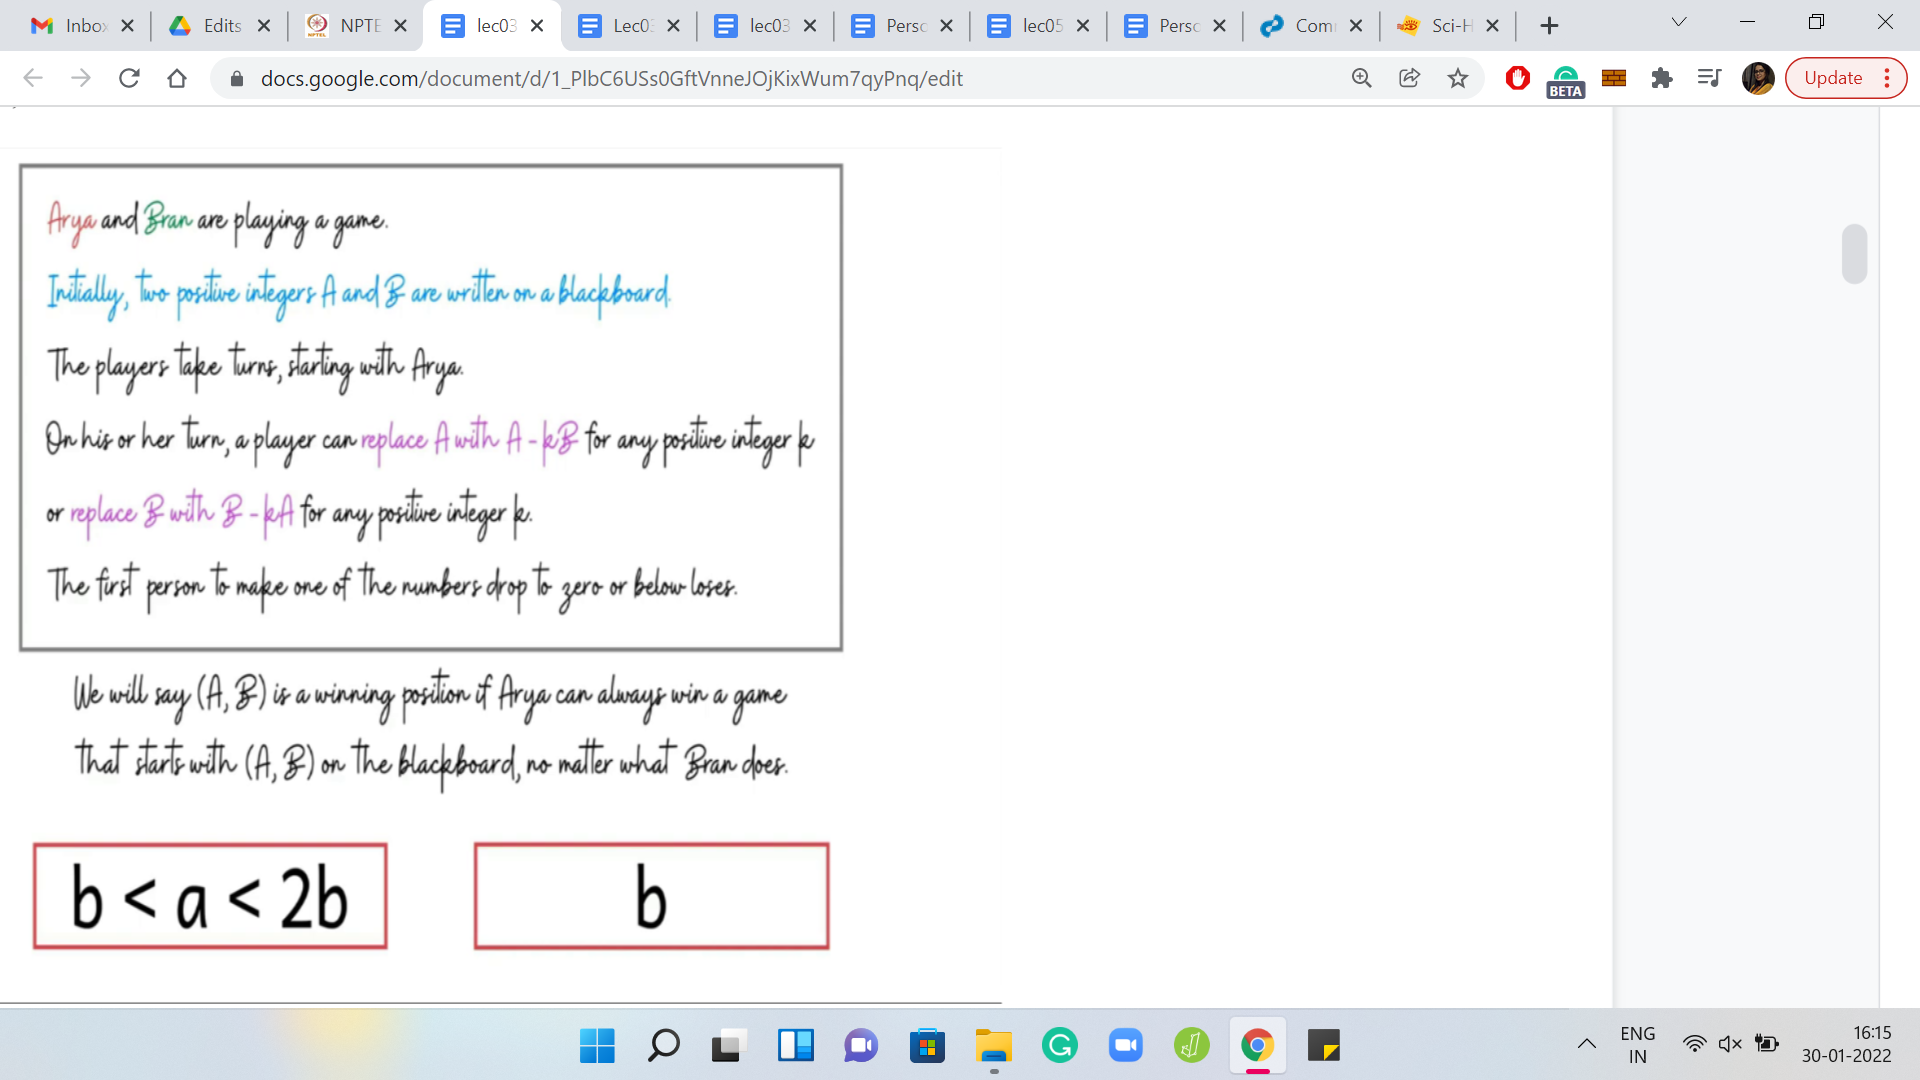 Inbox
Edits
NPTE
lec03
Lec03
lec03
Perso
lec05
Perso
Com
Sci-H
docs.google.com/document/d/1_PlbC6USs0GftVnneJOjKixWum7qyPnq/edit
BETA
Update
Arya and Bran are playing a game.
Initially, two positive integers A and B are written on a blackboard.
The players take turns, starting with Arya.
On his or her turn, a player can replace A with A - kB for any positive integer k
or replace B with B - kA for any positive integer k.
The first person to make one of the numbers drop to zero or below loses.
We will say (A, B) is a winning position if Arya can always win a game
that starts with (A, B) on the blackboard, no matter what Bran does.
b < a < 2b
b
ENG
IN
16:15
30-01-2022